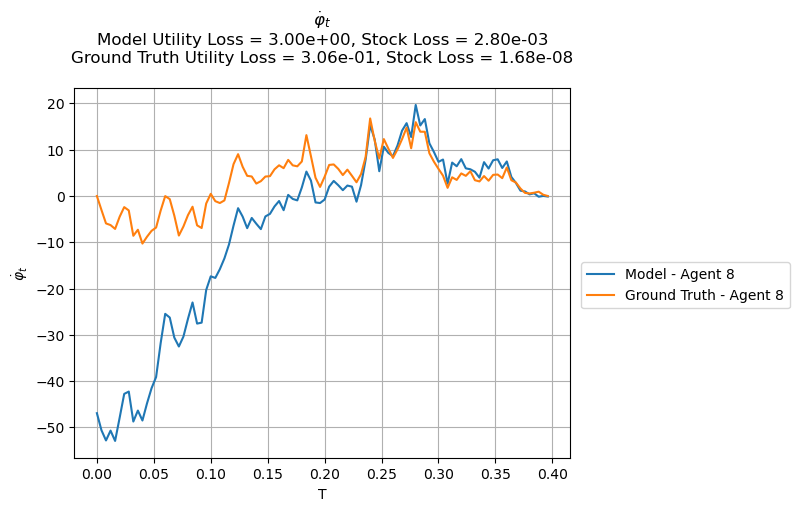 φ̇_t
Model Utility Loss = 3.00e+00, Stock Loss = 2.80e-03
Ground Truth Utility Loss = 3.06e-01, Stock Loss = 1.68e-08
20
10
0
−10
−20
−30
−40
−50
φ̇_t
0.00 0.05 0.10 0.15 0.20 0.25 0.30 0.35 0.40
T
Model - Agent 8
Ground Truth - Agent 8